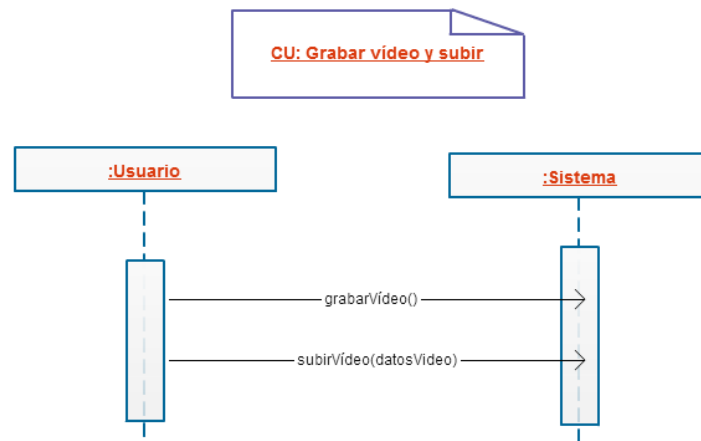 CU: Grabar vídeo y subir
:Usuario
:Sistema
grabarVídeo()
subirVídeo(datosVideo)